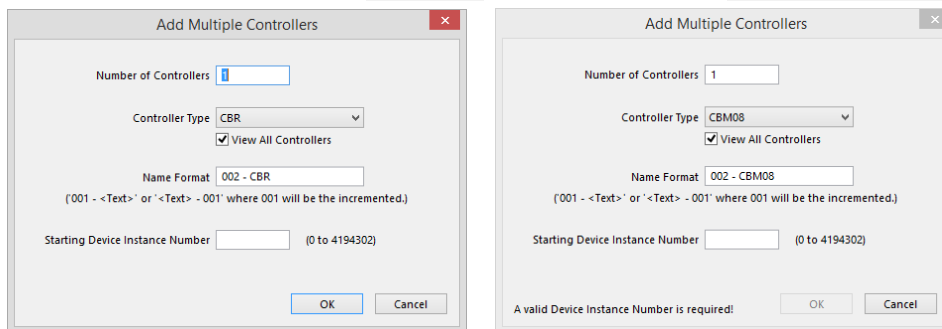 Add Multiple Controllers
Number of Controllers 1
Controller Type CBR
View All Controllers
Name Format 002 - CBR
('001 - <Text>' or '<Text> - 001' where 001 will be the incremented.)
Starting Device Instance Number (0 to 4194302)
OK Cancel
Add Multiple Controllers
Number of Controllers 1
Controller Type CBM08
View All Controllers
Name Format 002 - CBM08
('001 - <Text>' or '<Text> - 001' where 001 will be the incremented.)
Starting Device Instance Number (0 to 4194302)
A valid Device Instance Number is required! OK Cancel